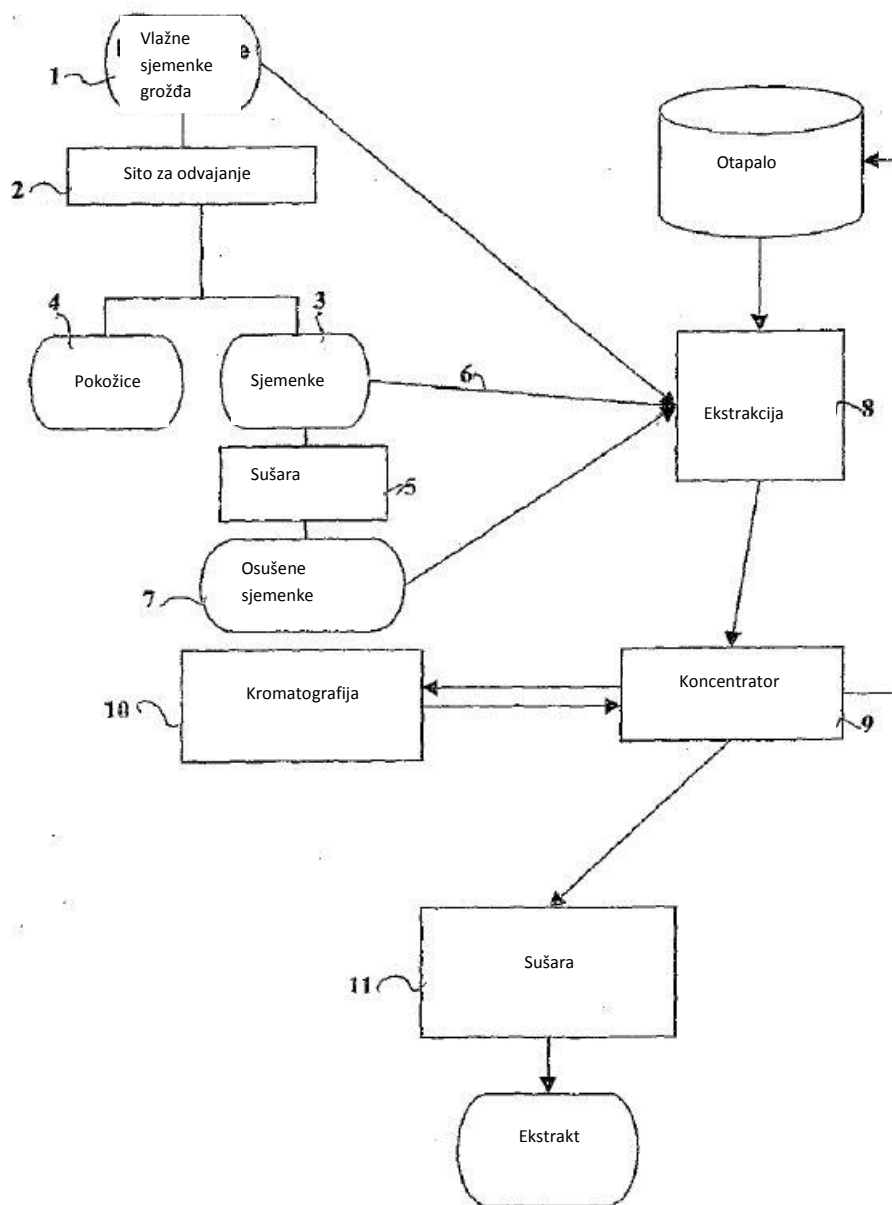 Vlažne
sjemenke
grožđa
1
Sito za odvajanje
2
Otapalo
4
3
Pokožice
Sjemenke
6
Ekstrakcija
8
Sušara
5
Osušene
sjemenke
7
Kromatografija
10
Koncentrator
9
Sušara
11
Ekstrakt